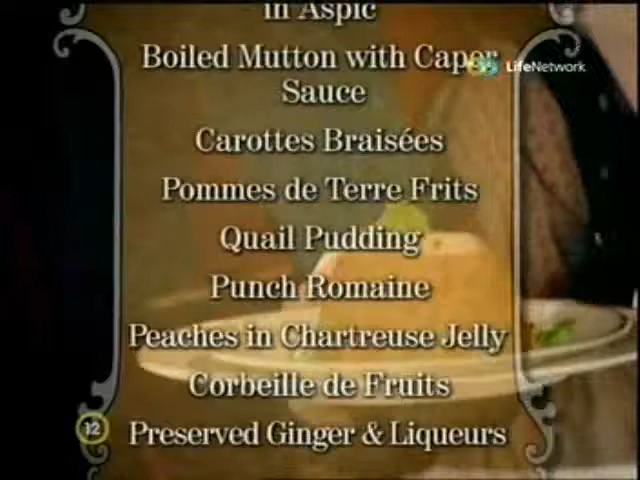 in Aspic
Boiled Mutton with Caper
Sauce
LifeNetwork
Carottes Braisées
Pommes de Terre Frits
Quail Pudding
Punch Romaine
Peaches in Chartreuse Jelly
Corbeille de Fruits
12
Preserved Ginger & Liqueurs